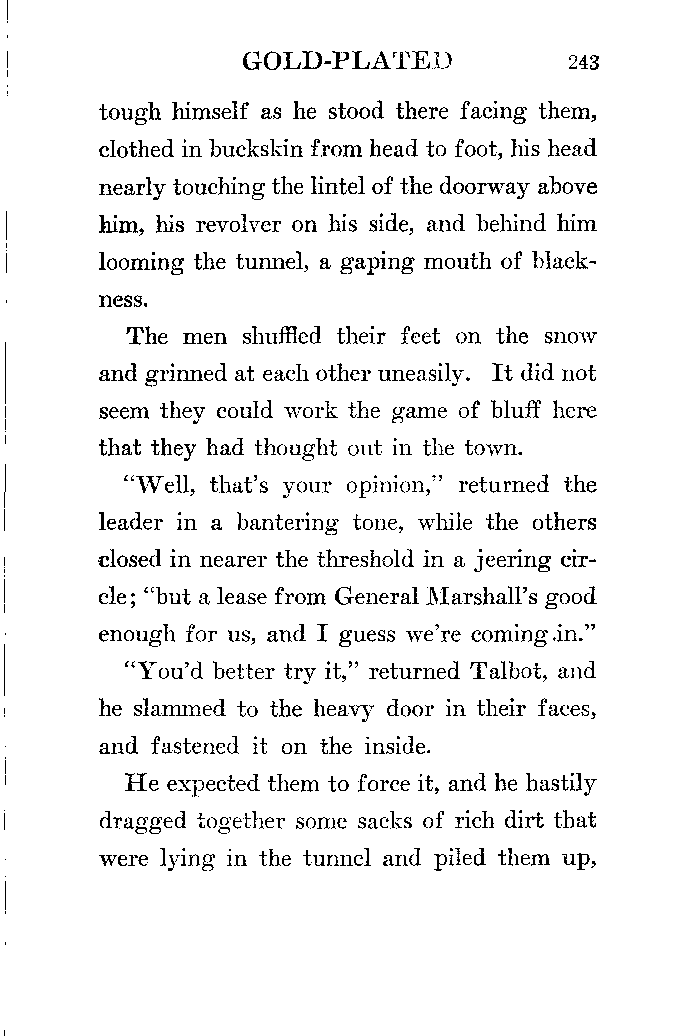 GOLD-PLATED 243
tough himself as he stood there facing them,
clothed in buckskin from head to foot, his head
nearly touching the lintel of the doorway above
him, his revolver on his side, and behind him
looming the tunnel, a gaping mouth of black-
ness.
The men shuffled their feet on the snow
and grinned at each other uneasily. It did not
seem they could work the game of bluff here
that they had thought out in the town.
“Well, that’s your opinion,” returned the
leader in a bantering tone, while the others
closed in nearer the threshold in a jeering cir-
cle; “but a lease from General Marshall’s good
enough for us, and I guess we’re coming .in.”
“You’d better try it,” returned Talbot, and
he slammed to the heavy door in their faces,
and fastened it on the inside.
He expected them to force it, and he hastily
dragged together some sacks of rich dirt that
were lying in the tunnel and piled them up,